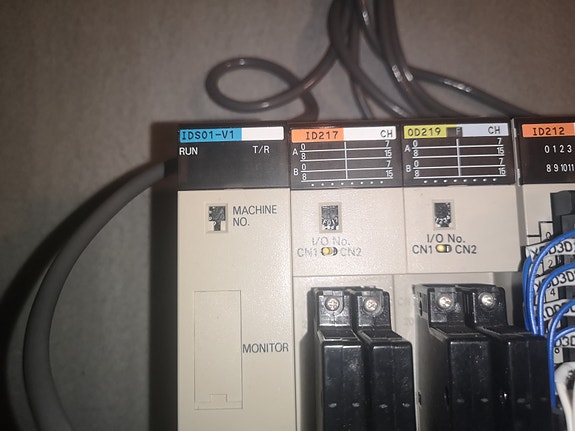 IDS01-V1
RUN T/R
MACHINE
NO.
MONITOR
ID217 CH
A 0 7
8 15
B 0 7
8 15
I/O No.
CN1 CN2
OD219 CH
A 0 7
8 15
B 0 7
8 15
I/O No.
CN1 CN2
ID212
0 1 2 3
8 9 10 11